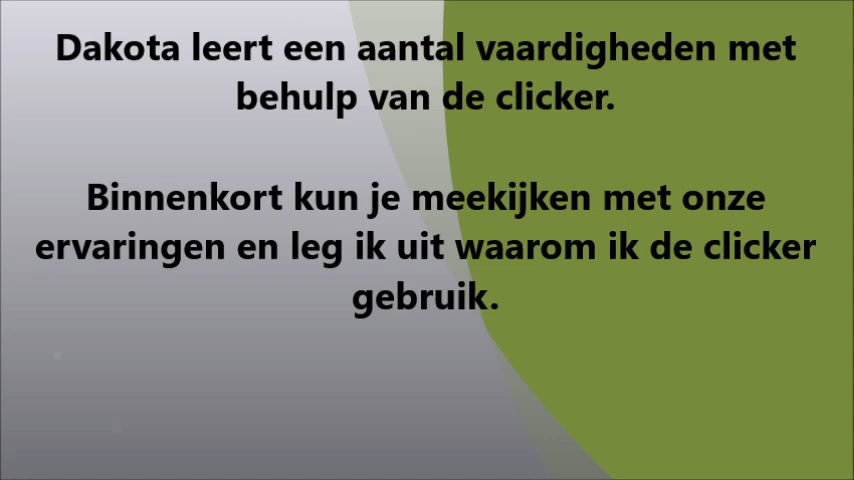 Dakota leert een aantal vaardigheden met
behulp van de clicker.
Binnenkort kun je meekijken met onze
ervaringen en leg ik uit waarom ik de clicker
gebruik.